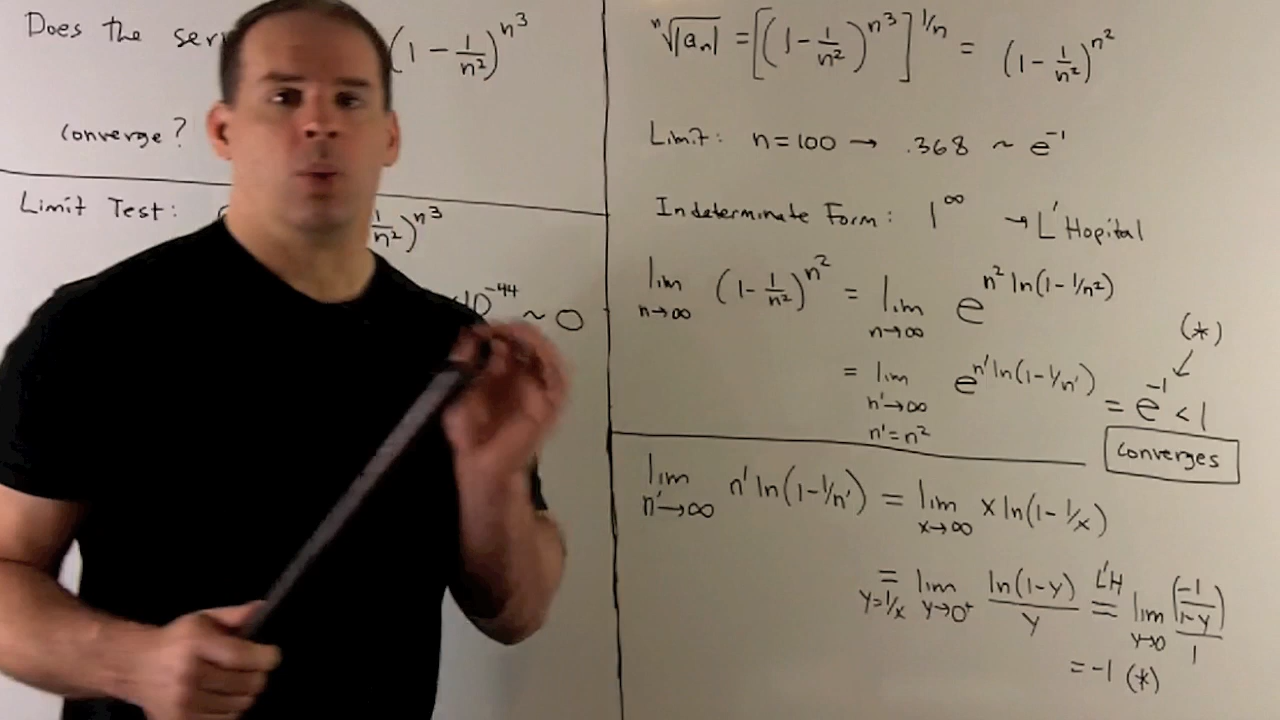 Does the (1 - 1/n²)^n³
converge?
Limit Test: 1/n²)^n³
10^-44 ~ 0
ⁿ√|aₙ| = [(1 - 1/n²)^n³]^1/n = (1 - 1/n²)^n²
Limit: n=100 → .368 ~ e^-1
Indeterminate Form: 1^∞ → L'Hopital
lim n→∞ (1 - 1/n²)^n² = lim n→∞ e^n² ln(1-1/n²)
(*)
= lim n'→∞ n'=n² e^n' ln(1-1/n') = e^-1 < 1
Converges
lim n'→∞ n' ln(1-1/n') = lim x→∞ x ln(1-1/x)
= y=1/x lim y→0⁺ ln(1-y)/y L'H = lim y→0 (-1/(1-y))/1
= -1 (*)